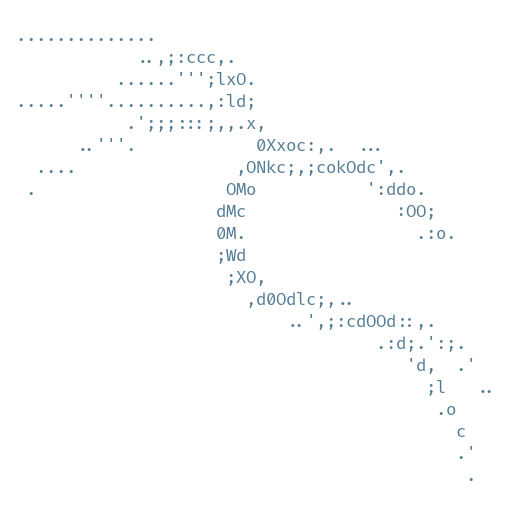 ..............
            ..,;:ccc,.
          ......''';lxO.
.....''''..........,:ld;
           .';;;:::;,,.x,
      ..'''.            0Xxoc:,.  ...
  ....                ,ONkc;,;cokOdc',.
 .                   OMo           ':ddo.
                    dMc               :OO;
                    0M.                 .:o.
                    ;Wd
                     ;XO,
                       ,d0Odlc;,..
                           ..',;:cdOOd::,.
                                    .:d;.':;.
                                       'd,  .'
                                         ;l   ..
                                          .o
                                            c
                                            .'
                                             .